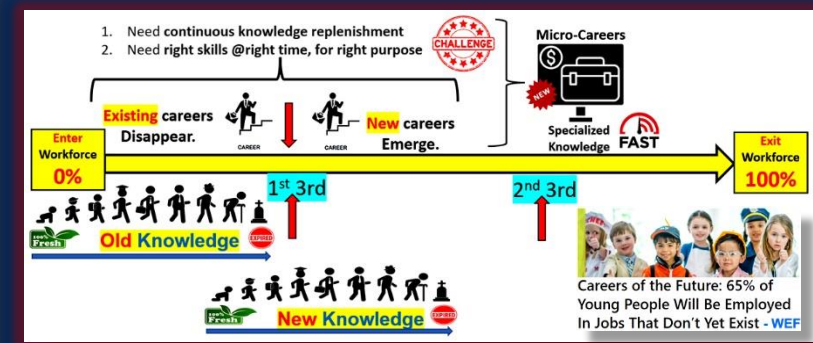 1. Need continuous knowledge replenishment
2. Need right skills @right time, for right purpose
CHALLENGE
Micro-Careers
NEW
Specialized
Knowledge
FAST
Existing careers
Disappear.
CAREER
CAREER
New careers
Emerge.
Enter
Workforce
0%
Exit
Workforce
100%
1st 3rd
2nd 3rd
100%
Fresh
Old Knowledge
EXPIRED
100%
Fresh
New Knowledge
EXPIRED
Careers of the Future: 65% of
Young People Will Be Employed
In Jobs That Don't Yet Exist - WEF